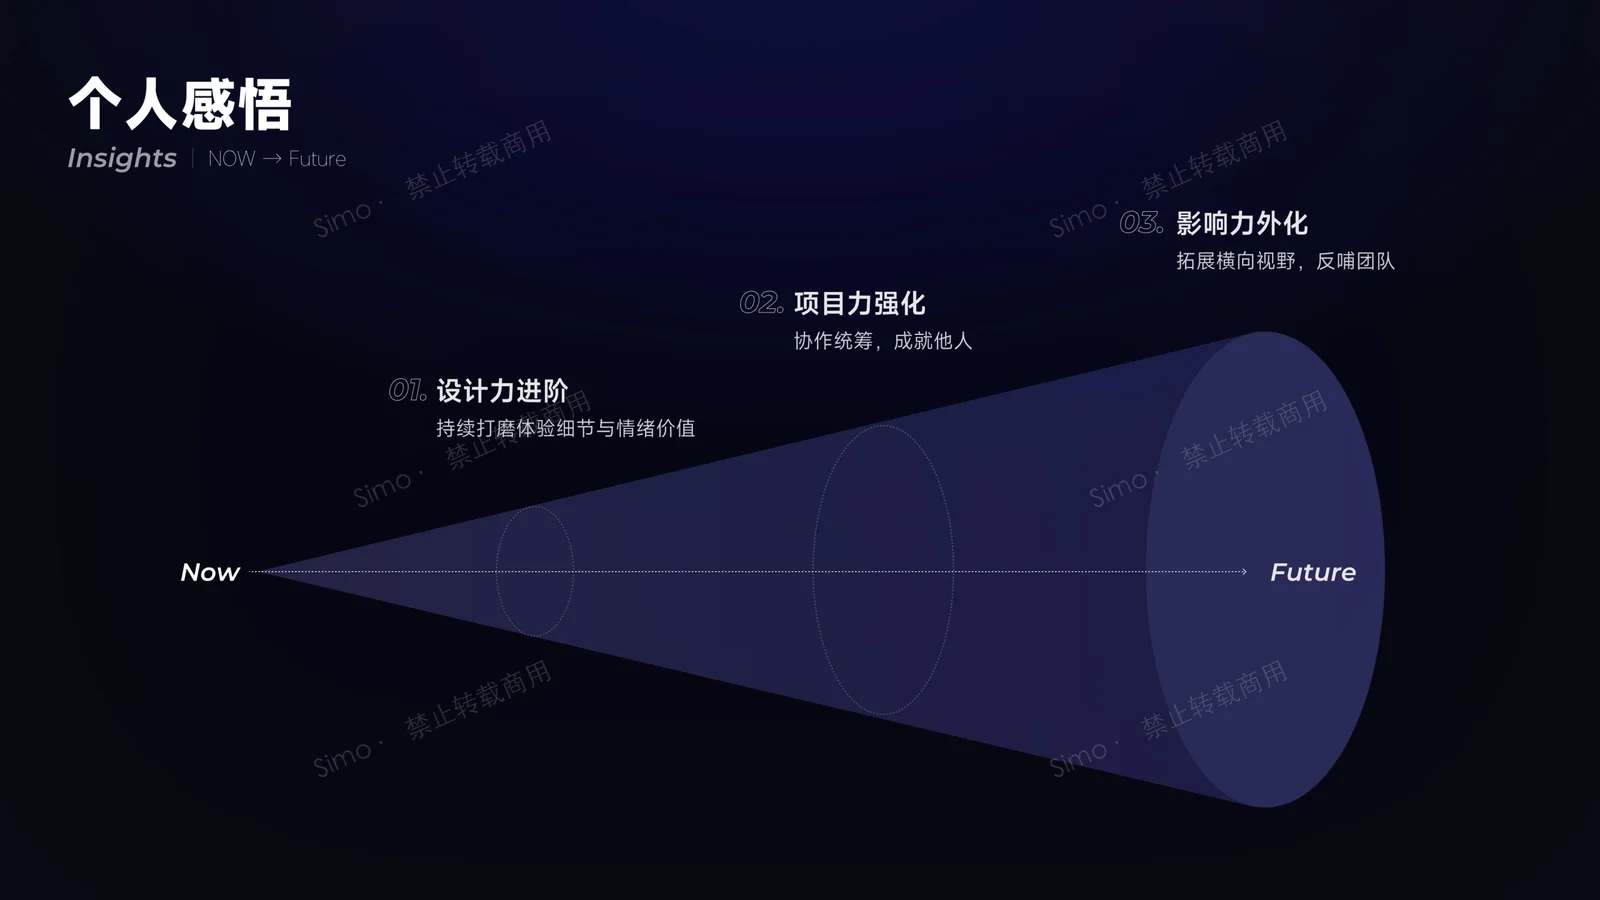 个人感悟
Insights | NOW → Future
Simo · 禁止转载商用
Simo · 禁止转载商用
03. 影响力外化
拓展横向视野，反哺团队
02. 项目力强化
协作统筹，成就他人
01. 设计力进阶
持续打磨体验细节与情绪价值
Simo · 禁止转载商用
Simo · 禁止转载商用
Now
Future
Simo · 禁止转载商用
Simo · 禁止转载商用